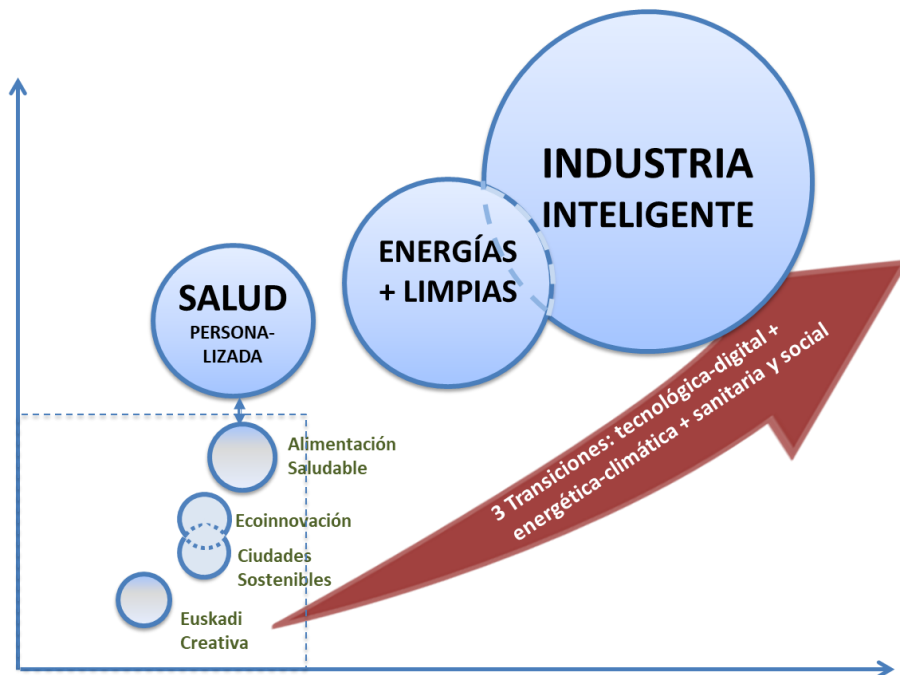 INDUSTRIA
INTELIGENTE
ENERGÍAS
+ LIMPIAS
SALUD
PERSONA-
LIZADA
3 Transiciones: tecnológica-digital +
energética-climática + sanitaria y social
Alimentación
Saludable
Ecoinnovación
Ciudades
Sostenibles
Euskadi
Creativa